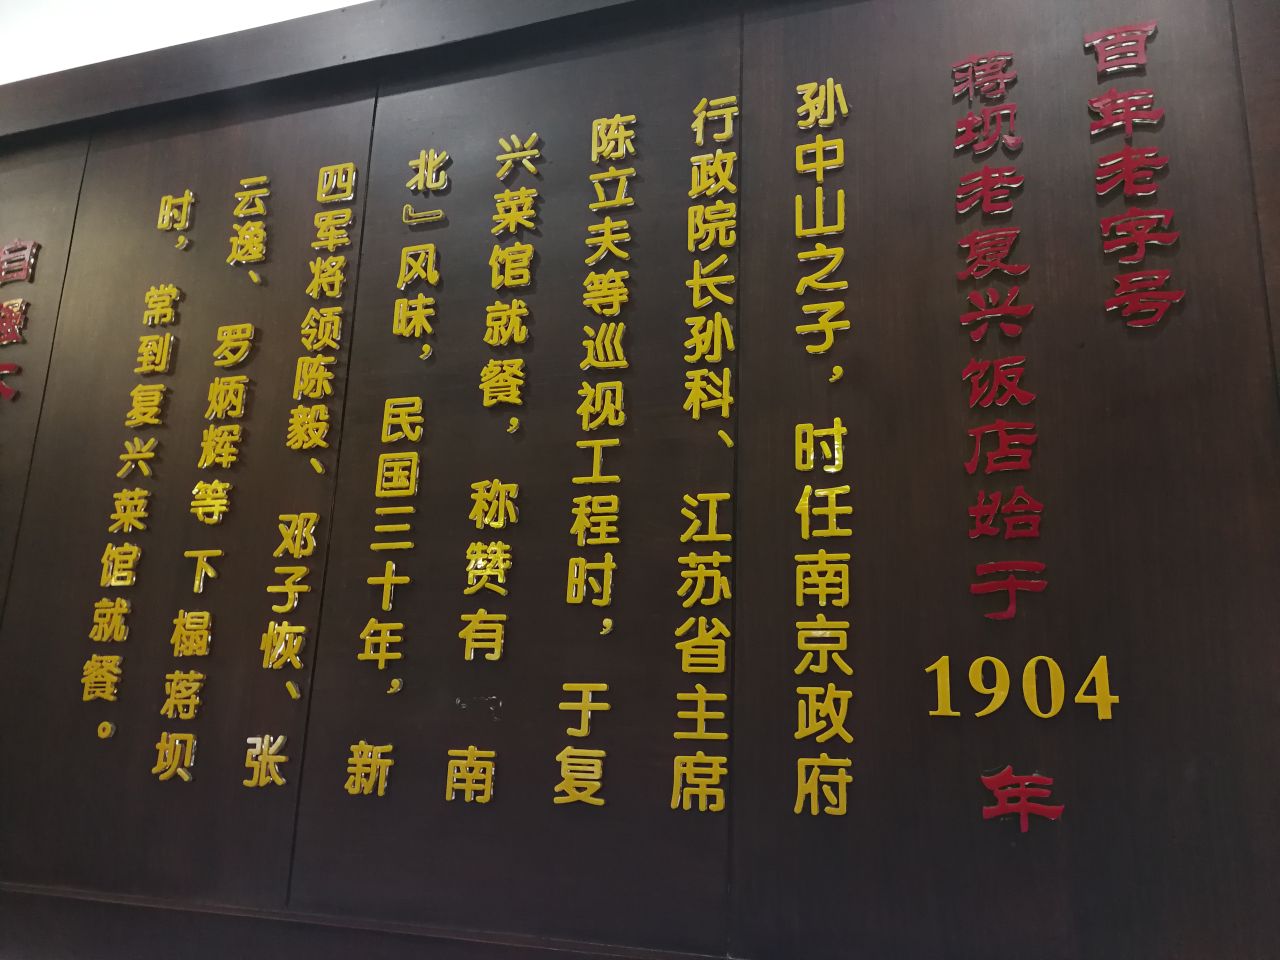 百年老字号
蒋坝老复兴饭店始于1904年
孙中山之子，时任南京政府
行政院长孙科、江苏省主席
陈立夫等巡视工程时，于复
兴菜馆就餐，称赞有南
北』风味，民国三十年，新
四军将领陈毅、邓子恢、张
云逸、罗炳辉等下榻蒋坝
时，常到复兴菜馆就餐。